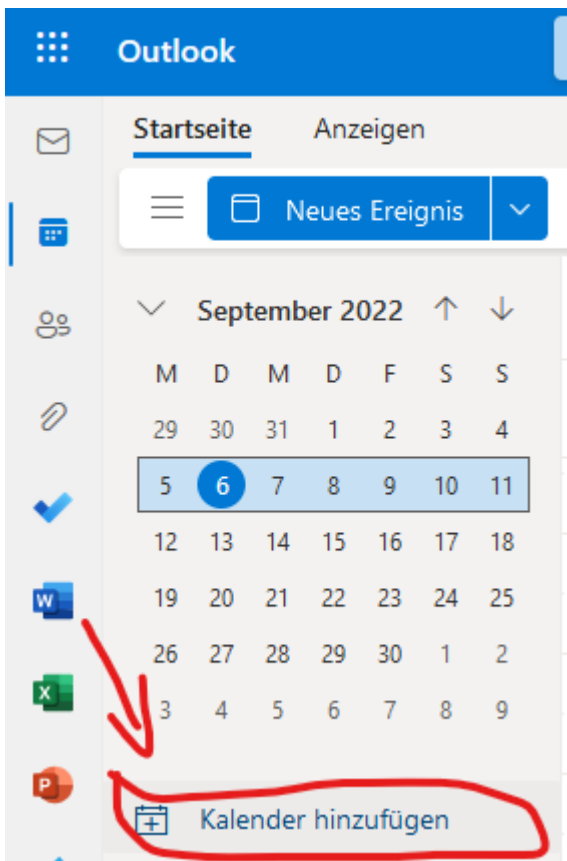 Outlook
Startseite Anzeigen
Neues Ereignis
September 2022
M D M D F S S
29 30 31 1 2 3 4
5 6 7 8 9 10 11
12 13 14 15 16 17 18
19 20 21 22 23 24 25
26 27 28 29 30 1 2
3 4 5 6 7 8 9
Kalender hinzufügen
W
X
P